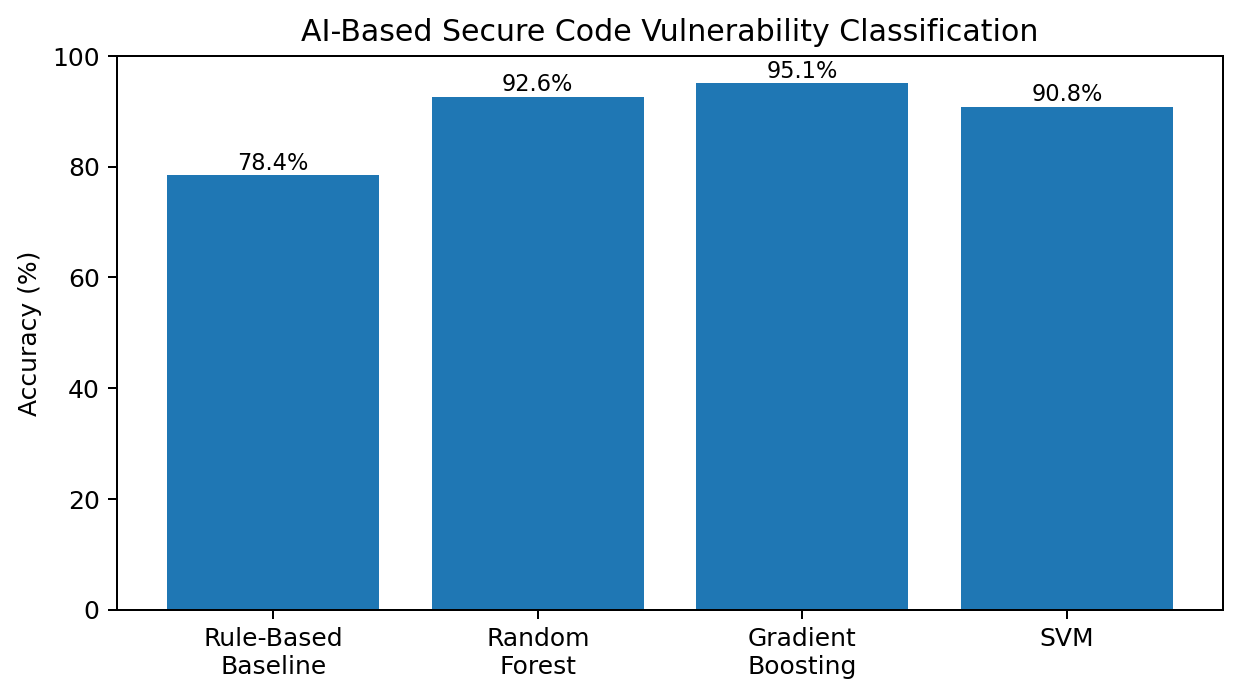 AI-Based Secure Code Vulnerability Classification
Accuracy (%)
100
80
60
40
20
0
78.4%
92.6%
95.1%
90.8%
Rule-Based
Baseline
Random
Forest
Gradient
Boosting
SVM